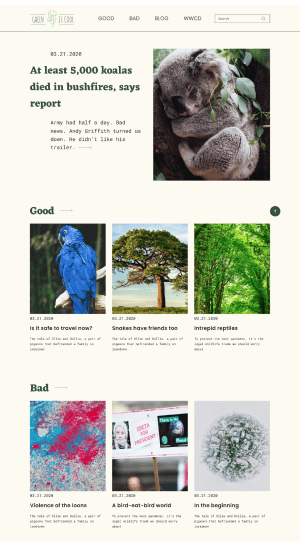 GREEN IS COOL
GOOD BAD BLOG WWCD
Search
03.21.2020
At least 5,000 koalas
died in bushfires, says
report
Army had half a day. Bad
news. Andy Griffith turned us
down. He didn't like his
trailer.
Good
03.21.2020
03.21.2020
02.21.2020
Is it safe to travel now?
Snakes have friends too
Intrepid reptiles
The tale of Ollie and Hollie, a pair of
pigeons that befriended a family in
lockdown
The tale of Ollie and Hollie, a pair of
pigeons that befriended a family in
lockdown
To prevent the next pandemic, it's the
legal wildlife trade we should worry
about
Bad
03.21.2020
03.21.2020
03.21.2020
Violence of the loons
A bird-eat-bird world
In the beginning
The tale of Ollie and Hollie, a pair of
pigeons that befriended a family in
lockdown
To prevent the next pandemic, it's the
legal wildlife trade we should worry
about
The tale of Ollie and Hollie, a pair of
pigeons that befriended a family in
lockdown
GRETA
FOR
PRESIDENT